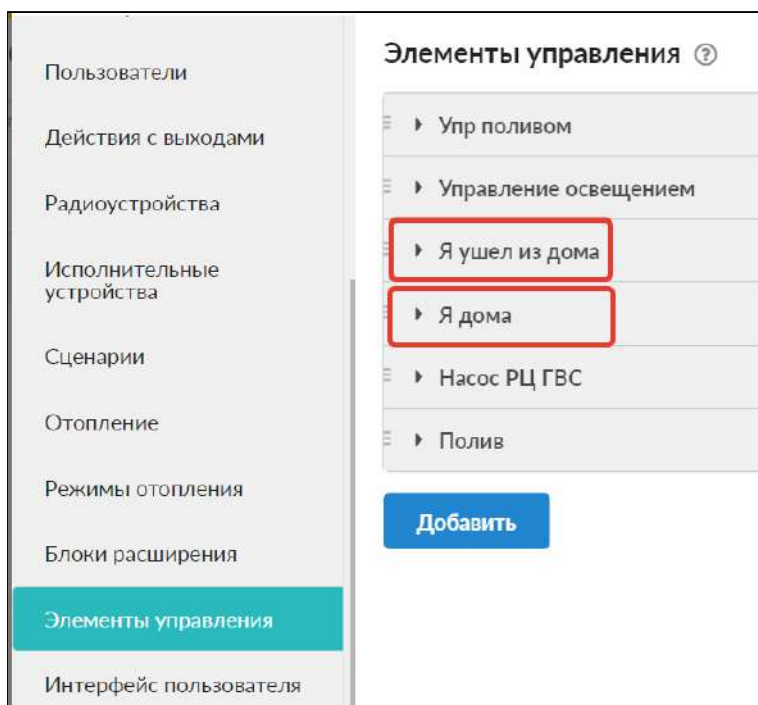 Пользователи
Действия с выходами
Радиоустройства
Исполнительные
устройства
Сценарии
Отопление
Режимы отопления
Блоки расширения
Элементы управления
Интерфейс пользователя
Элементы управления ?
Упр поливом
Управление освещением
Я ушел из дома
Я дома
Насос РЦ ГВС
Полив
Добавить